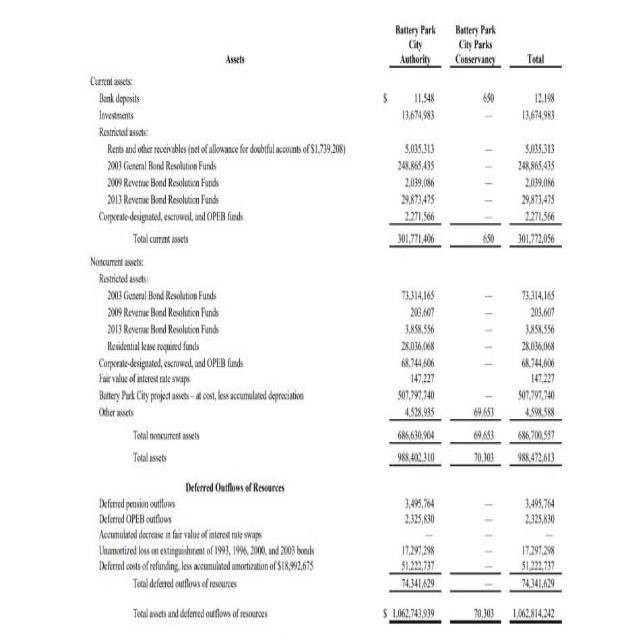 Battery Park Battery Park
City City Parks
Assets Authority Conservancy Total
Current assets:
Bank deposits $ 11,548 650 12,198
Investments 13,674,983 — 13,674,983
Restricted assets:
Rents and other receivables (net of allowance for doubtful accounts of $1,739,208) 5,035,313 — 5,035,313
2003 General Bond Resolution Funds 248,865,435 — 248,865,435
2009 Revenue Bond Resolution Funds 2,039,086 — 2,039,086
2013 Revenue Bond Resolution Funds 29,873,475 — 29,873,475
Corporate-designated, escrowed, and OPEB funds 2,271,566 — 2,271,566
Total current assets 301,771,406 650 301,772,056
Noncurrent assets:
Restricted assets:
2003 General Bond Resolution Funds 73,314,165 — 73,314,165
2009 Revenue Bond Resolution Funds 203,607 — 203,607
2013 Revenue Bond Resolution Funds 3,858,556 — 3,858,556
Residential lease required funds 28,036,068 — 28,036,068
Corporate-designated, escrowed, and OPEB funds 68,744,606 — 68,744,606
Fair value of interest rate swaps 147,227 147,227
Battery Park City project assets – at cost, less accumulated depreciation 507,797,740 — 507,797,740
Other assets 4,528,935 69,653 4,598,588
Total noncurrent assets 686,630,904 69,653 686,700,557
Total assets 988,402,310 70,303 988,472,613
Deferred Outflows of Resources
Deferred pension outflows 3,495,764 — 3,495,764
Deferred OPEB outflows 2,325,830 — 2,325,830
Accumulated decrease in fair value of interest rate swaps — — —
Unamortized loss on extinguishment of 1993, 1996, 2000, and 2003 bonds 17,297,298 — 17,297,298
Deferred costs of refunding, less accumulated amortization of $18,992,675 51,222,737 — 51,222,737
Total deferred outflows of resources 74,341,629 — 74,341,629
Total assets and deferred outflows of resources $ 1,062,743,939 70,303 1,062,814,242